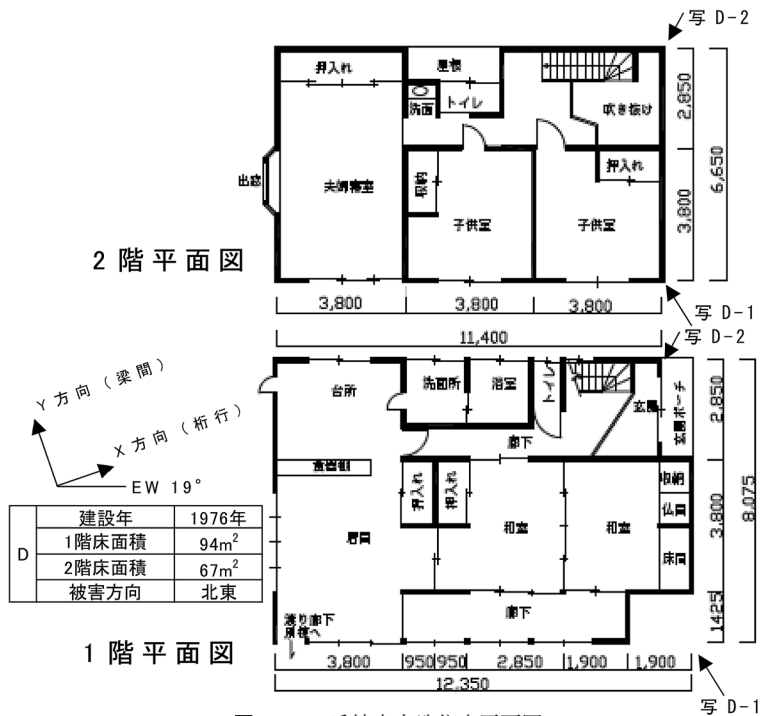 写 D-2
押入れ
屋根
洗面
トイレ
吹き抜け
2,850
6,650
出窓
夫婦寝室
収納
押入れ
子供室
子供室
3,800
2階平面図
3,800
3,800
3,800
写 D-1
11,400
写 D-2
Y方向(梁間)
X方向(桁行)
EW 19°
台所
洗面所
浴室
トイレ
玄関
玄関ポーチ
2,850
廊下
食器棚
押入れ
押入れ
収納
仏間
居間
和室
和室
床間
3,800
8,075
D
建設年 1976年
1階床面積 94m²
2階床面積 67m²
被害方向 北東
渡り廊下
別棟へ
廊下
1425
1階平面図
3,800
950
950
2,850
1,900
1,900
12,350
写 D-1